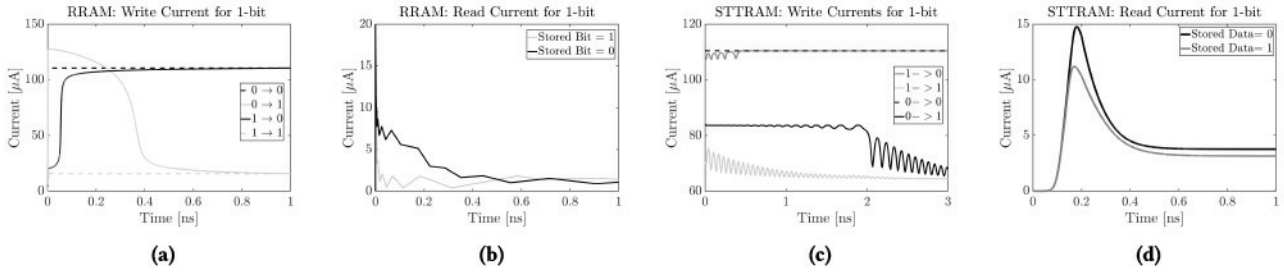 RRAM: Write Current for 1-bit
150
100
50
0
Current [μA]
0 → 0
0 → 1
1 → 0
1 → 1
0 0.2 0.4 0.6 0.8 1
Time [ns]
(a)
RRAM: Read Current for 1-bit
20
15
10
5
0
Current [μA]
Stored Bit = 1
Stored Bit = 0
0 0.2 0.4 0.6 0.8 1
Time [ns]
(b)
STTRAM: Write Currents for 1-bit
120
100
80
60
Current [μA]
1− > 0
1− > 1
0− > 0
0− > 1
0 1 2 3
Time [ns]
(c)
STTRAM: Read Current for 1-bit
15
10
5
0
Current [μA]
Stored Data= 0
Stored Data= 1
0 0.2 0.4 0.6 0.8 1
Time [ns]
(d)